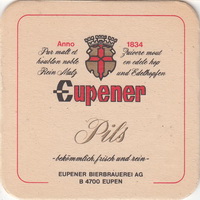 Anno 1834
Pur malt et Zuivere mout
houblon noble en edele hop
Rein Malz und Edelhopfen
Eupener
Pils
-bekömmlich, frisch und rein-
EUPENER BIERBRAUEREI AG
B 4700 EUPEN